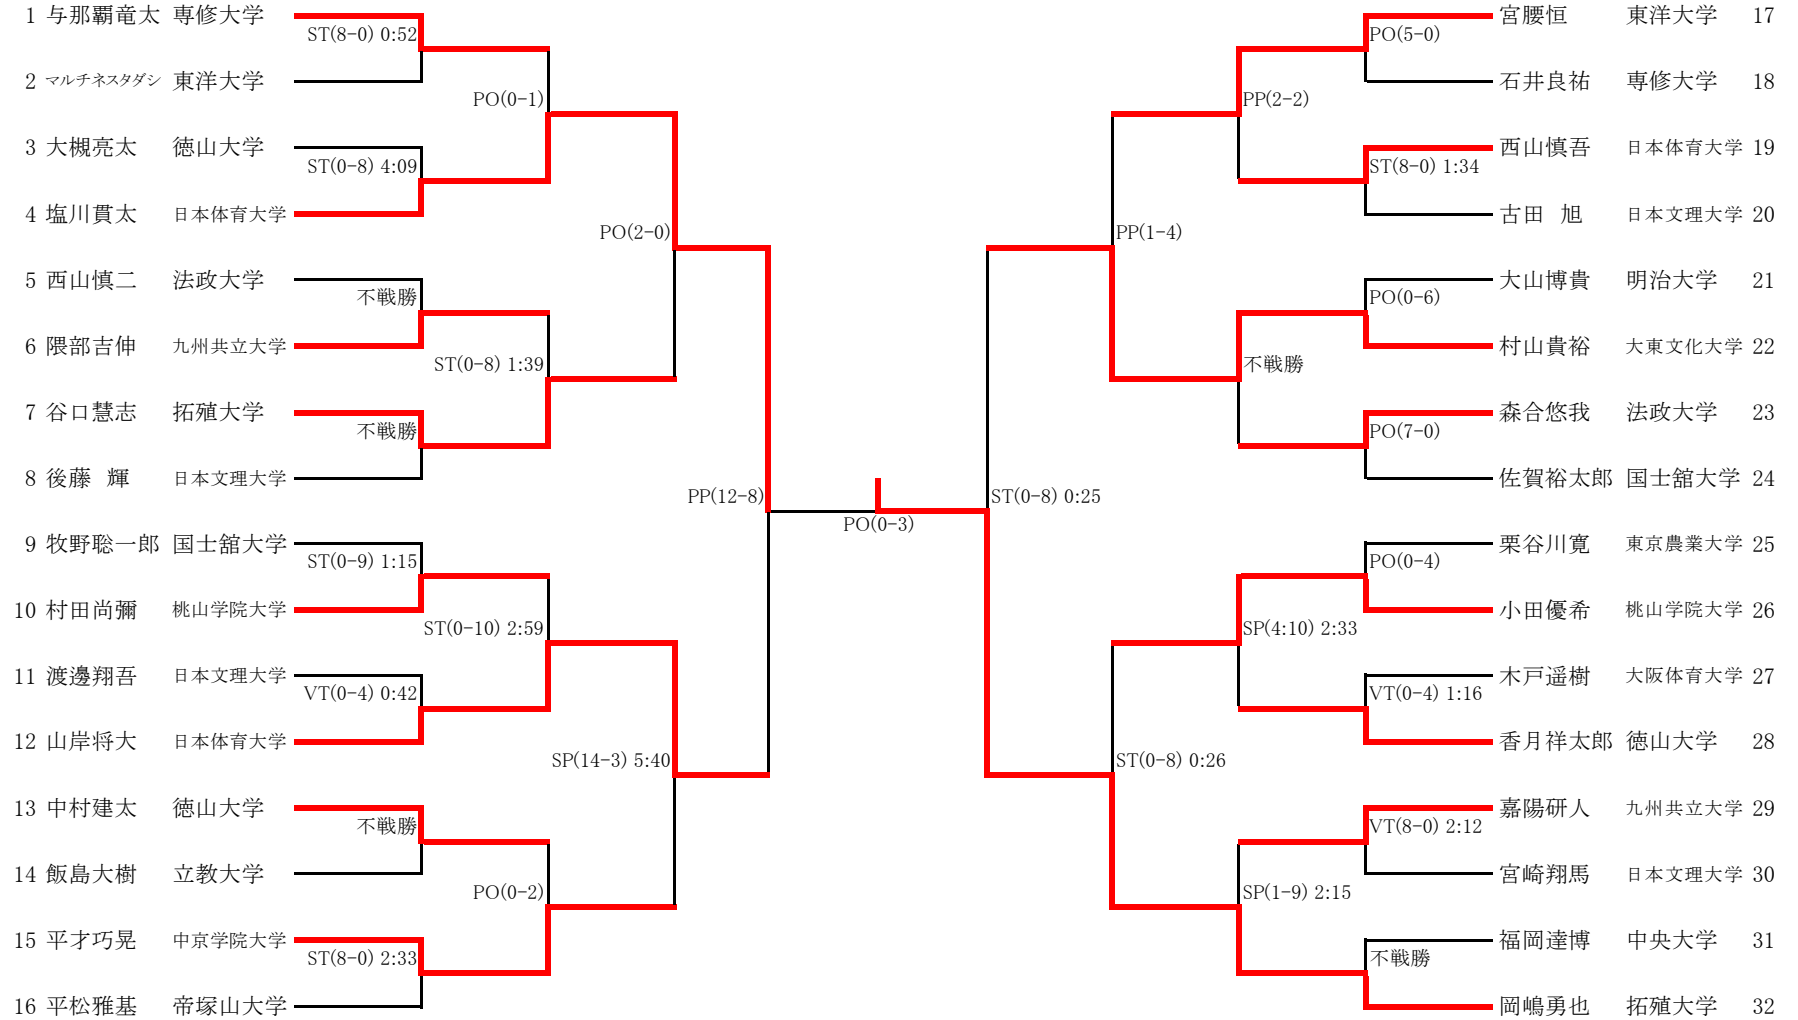 1 与那覇竜太 専修大学
ST(8-0) 0:52
2 マルチネスタダシ 東洋大学
PO(0-1)
3 大槻亮太 徳山大学
ST(0-8) 4:09
4 塩川貫太 日本体育大学
PO(2-0)
5 西山慎二 法政大学
不戦勝
6 隈部吉伸 九州共立大学
ST(0-8) 1:39
7 谷口慧志 拓殖大学
不戦勝
8 後藤 輝 日本文理大学
PP(12-8)
9 牧野聡一郎 国士舘大学
ST(0-9) 1:15
10 村田尚彌 桃山学院大学
ST(0-10) 2:59
11 渡邊翔吾 日本文理大学
VT(0-4) 0:42
12 山岸将大 日本体育大学
SP(14-3) 5:40
13 中村建太 徳山大学
不戦勝
14 飯島大樹 立教大学
PO(0-2)
15 平才巧晃 中京学院大学
ST(8-0) 2:33
16 平松雅基 帝塚山大学
PO(0-3)
宮腰恒 東洋大学 17
PO(5-0)
石井良祐 専修大学 18
PP(2-2)
西山慎吾 日本体育大学 19
ST(8-0) 1:34
古田 旭 日本文理大学 20
PP(1-4)
大山博貴 明治大学 21
PO(0-6)
村山貴裕 大東文化大学 22
不戦勝
森合悠我 法政大学 23
PO(7-0)
佐賀裕太郎 国士舘大学 24
ST(0-8) 0:25
栗谷川寛 東京農業大学 25
PO(0-4)
小田優希 桃山学院大学 26
SP(4:10) 2:33
木戸遥樹 大阪体育大学 27
VT(0-4) 1:16
香月祥太郎 徳山大学 28
ST(0-8) 0:26
嘉陽研人 九州共立大学 29
VT(8-0) 2:12
宮崎翔馬 日本文理大学 30
SP(1-9) 2:15
福岡達博 中央大学 31
不戦勝
岡嶋勇也 拓殖大学 32